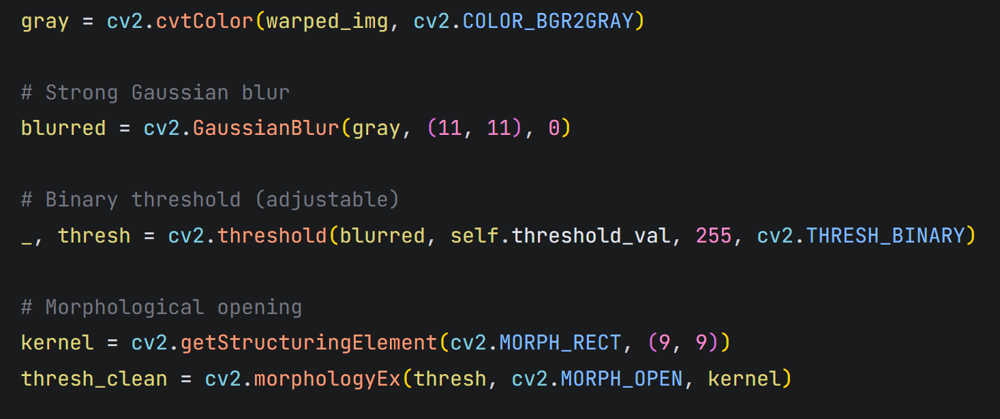 gray = cv2.cvtColor(warped_img, cv2.COLOR_BGR2GRAY)
# Strong Gaussian blur
blurred = cv2.GaussianBlur(gray, (11, 11), 0)
# Binary threshold (adjustable)
_, thresh = cv2.threshold(blurred, self.threshold_val, 255, cv2.THRESH_BINARY)
# Morphological opening
kernel = cv2.getStructuringElement(cv2.MORPH_RECT, (9, 9))
thresh_clean = cv2.morphologyEx(thresh, cv2.MORPH_OPEN, kernel)